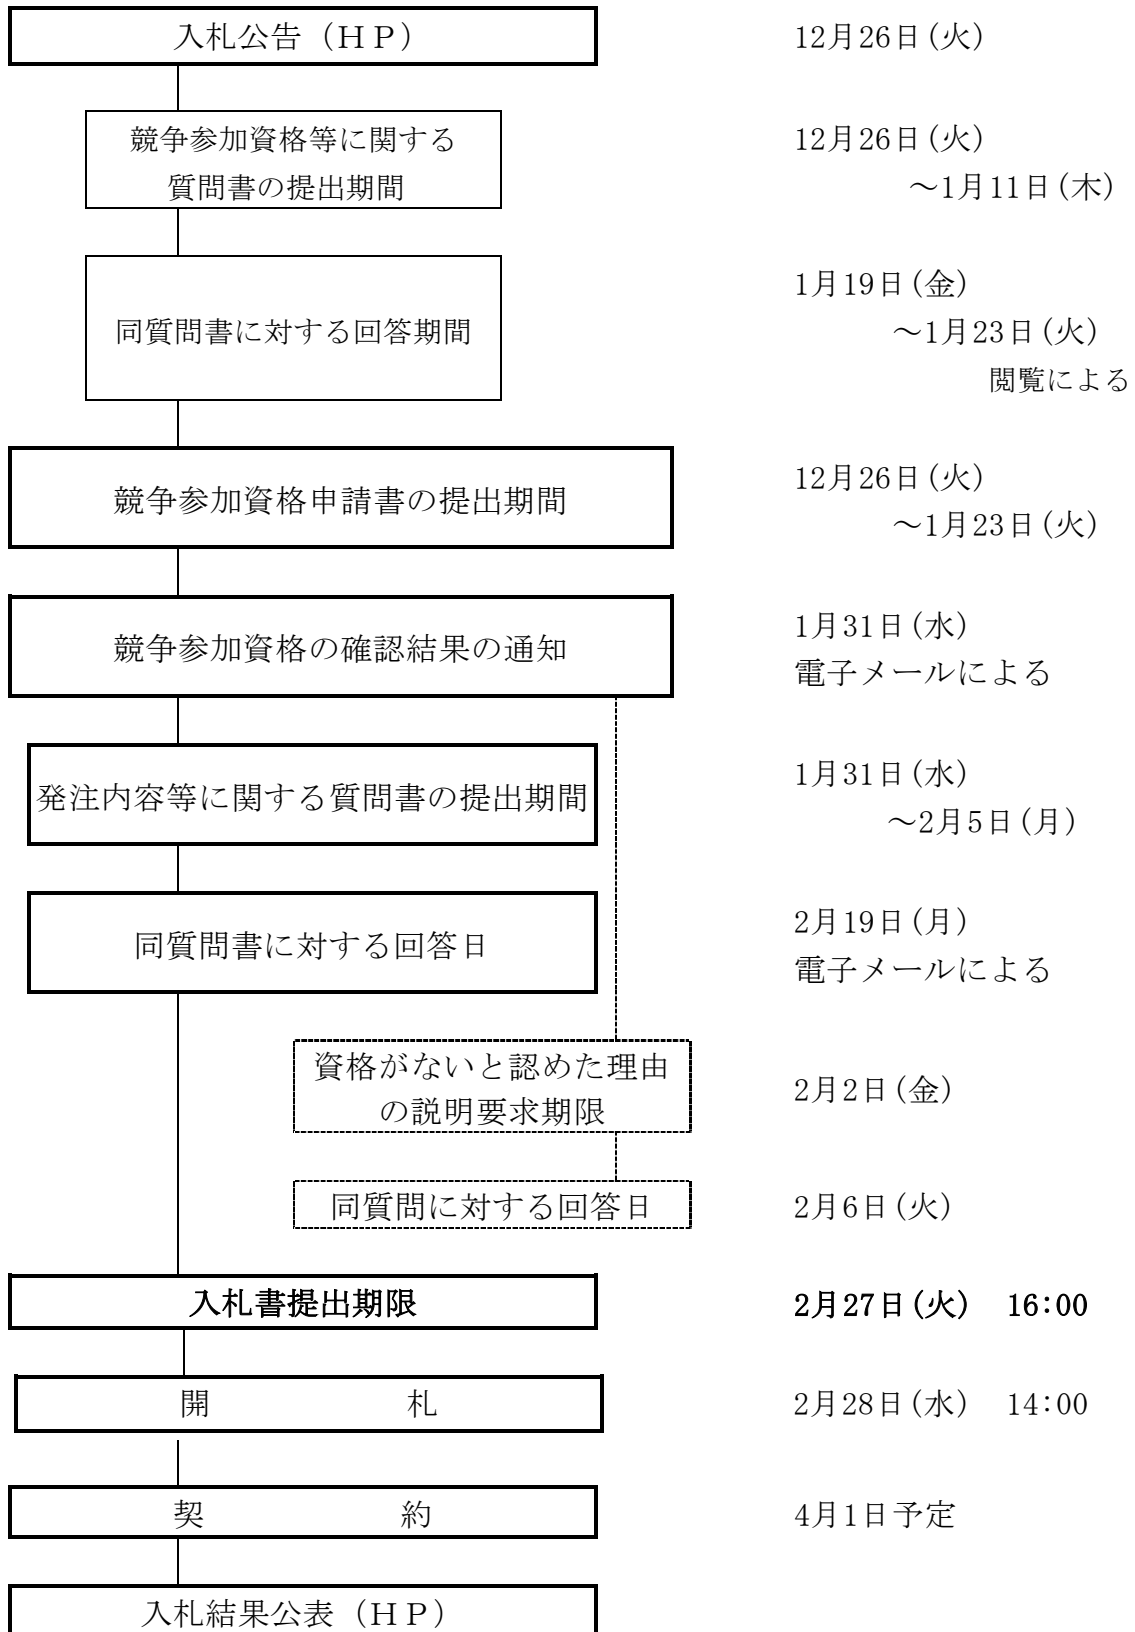 入札公告（ＨＰ） 12月26日(火)
競争参加資格等に関する 12月26日(火)
質問書の提出期間 ～1月11日(木)
1月19日(金)
同質問書に対する回答期間 ～1月23日(火)
閲覧による
競争参加資格申請書の提出期間 12月26日(火)
～1月23日(火)
競争参加資格の確認結果の通知 1月31日(水)
電子メールによる
発注内容等に関する質問書の提出期間 1月31日(水)
～2月5日(月)
同質問書に対する回答日 2月19日(月)
電子メールによる
資格がないと認めた理由
の説明要求期限 2月2日(金)
同質問に対する回答日 2月6日(火)
入札書提出期限 2月27日(火)　16:00
開　　　　　　札 2月28日(水)　14:00
契　　　　　　約 4月1日予定
入札結果公表（ＨＰ）